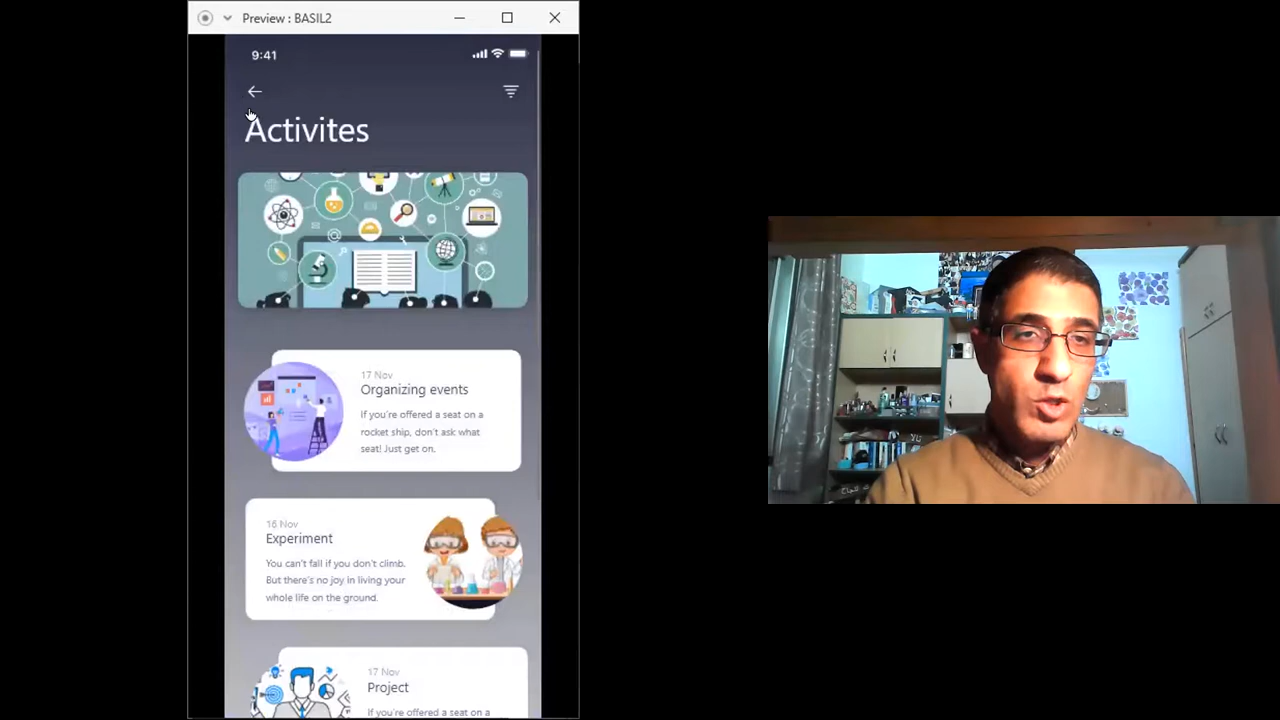 Preview : BASIL2
9:41
Activites
17 Nov
Organizing events
If you're offered a seat on a
rocket ship, don't ask what
seat! Just get on.
16 Nov
Experiment
You can't fall if you don't climb.
But there's no joy in living your
whole life on the ground.
17 Nov
Project
If you're offered a seat on a